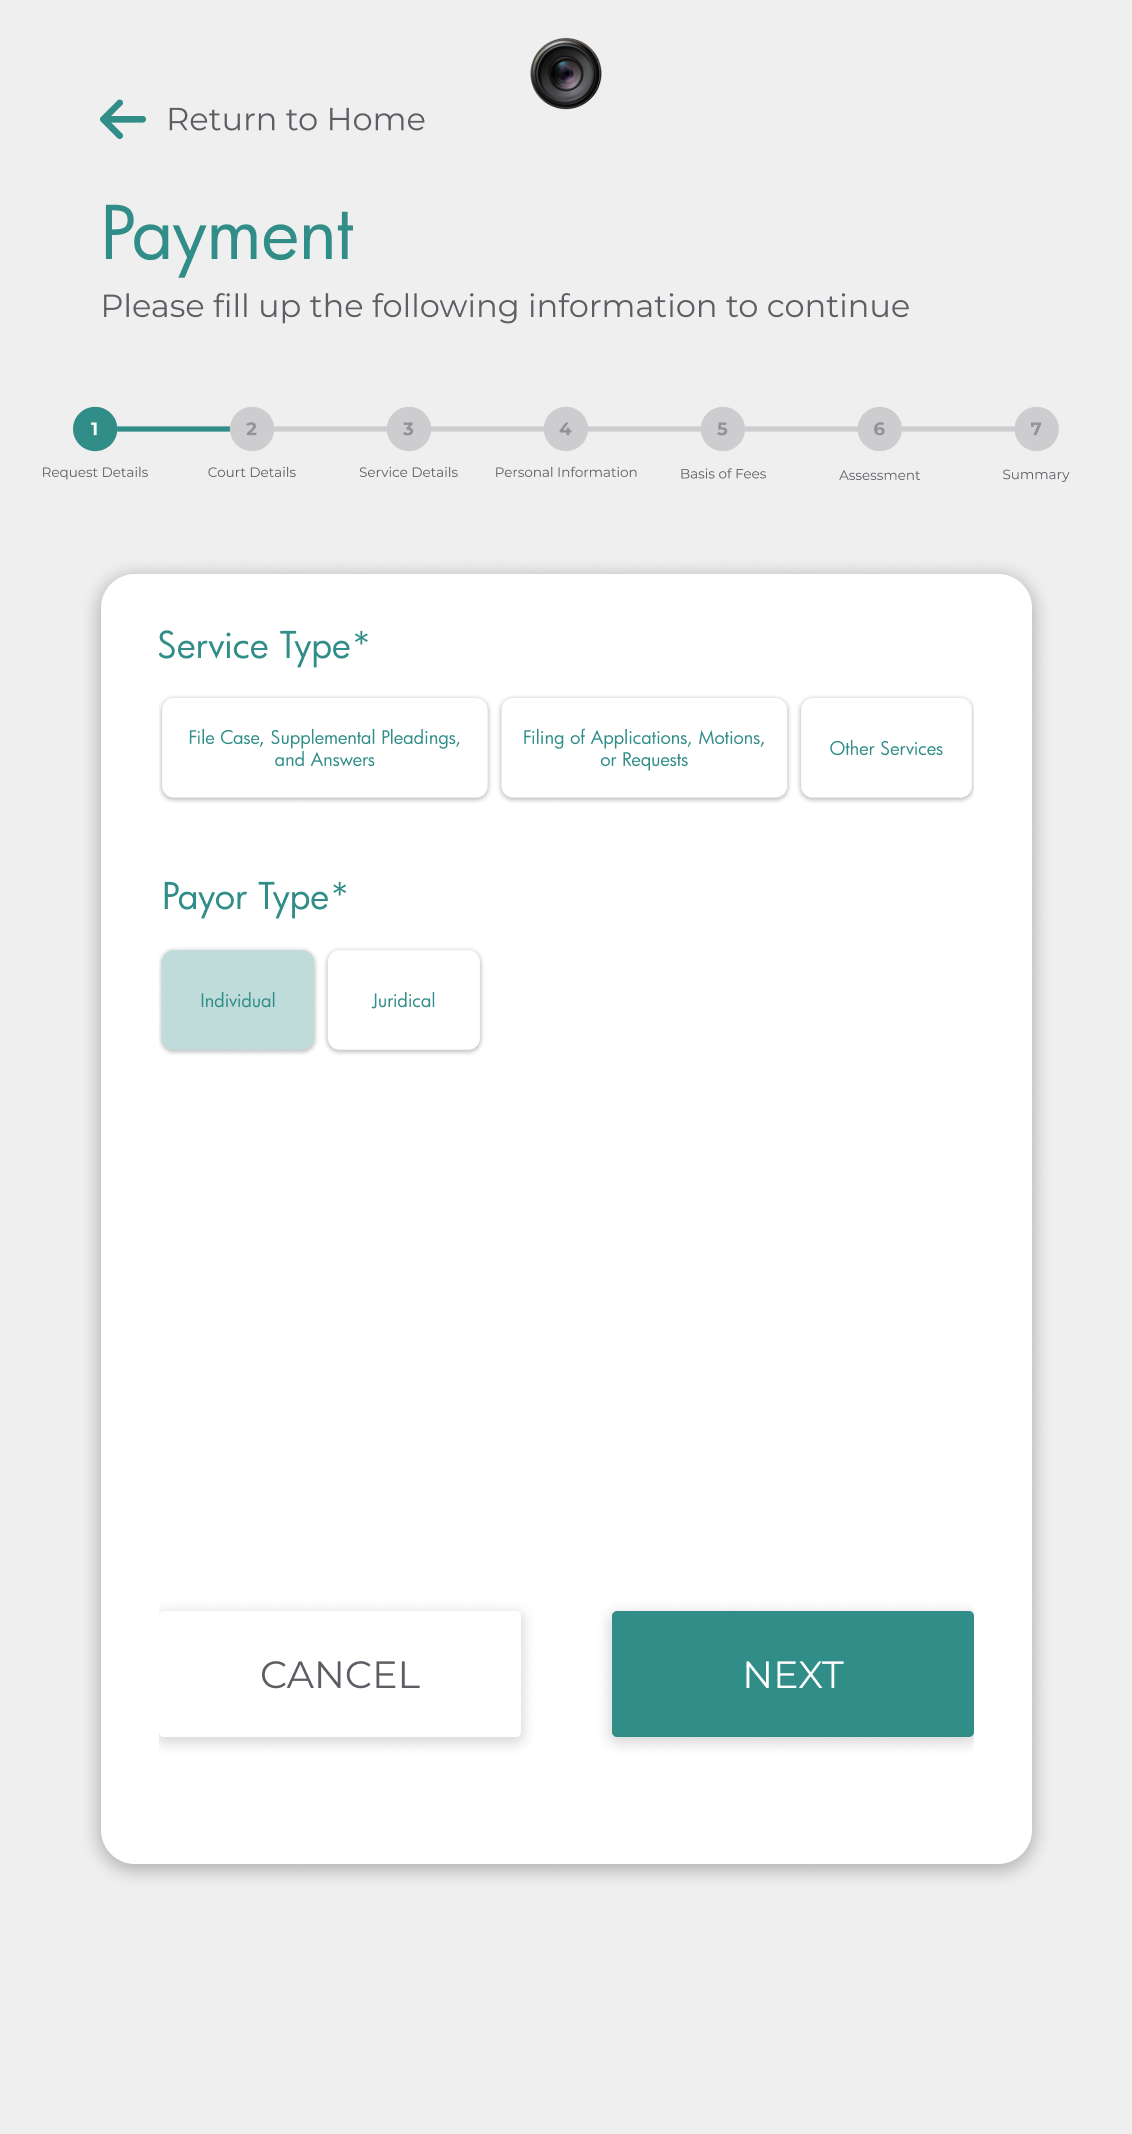 Return to Home
Payment
Please fill up the following information to continue
1 2 3 4 5 6 7
Request Details Court Details Service Details Personal Information Basis of Fees Assessment Summary
Service Type*
File Case, Supplemental Pleadings,
and Answers
Filing of Applications, Motions,
or Requests
Other Services
Payor Type*
Individual
Juridical
CANCEL
NEXT